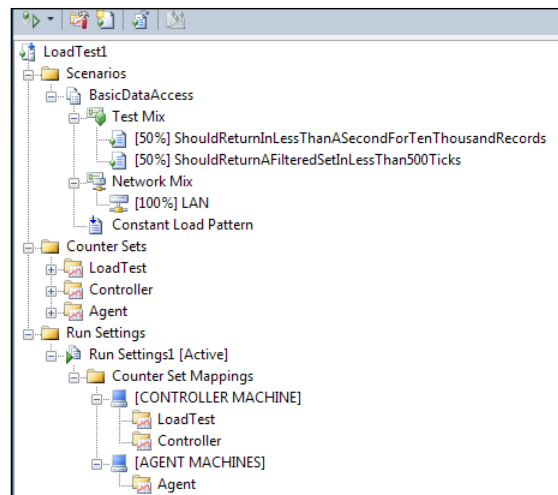 LoadTest1
Scenarios
BasicDataAccess
Test Mix
[50%] ShouldReturnInLessThanASecondForTenThousandRecords
[50%] ShouldReturnAFilteredSetInLessThan500Ticks
Network Mix
[100%] LAN
Constant Load Pattern
Counter Sets
LoadTest
Controller
Agent
Run Settings
Run Settings1 [Active]
Counter Set Mappings
[CONTROLLER MACHINE]
LoadTest
Controller
[AGENT MACHINES]
Agent